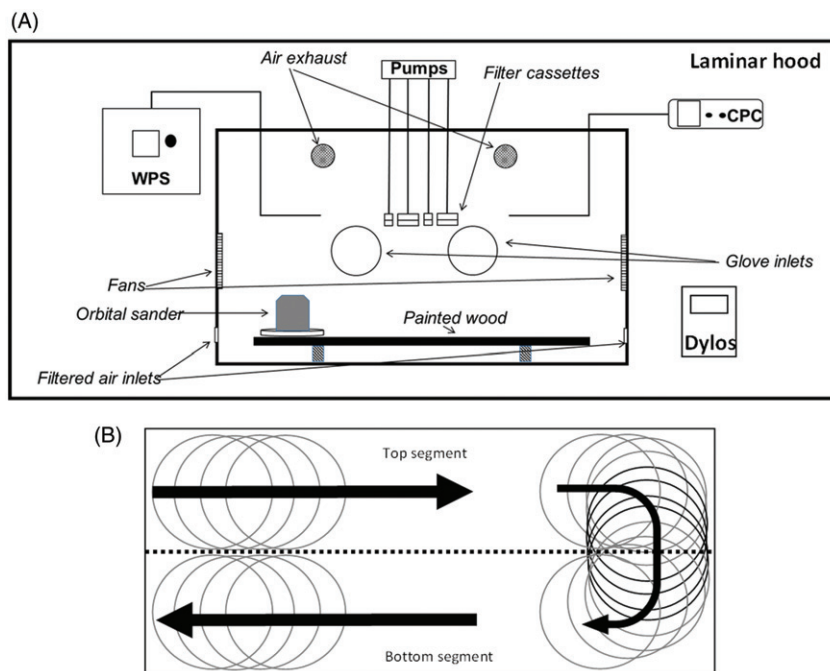 (A)
Air exhaust
Pumps
Filter cassettes
Laminar hood
WPS
CPC
Glove inlets
Fans
Orbital sander
Painted wood
Dylos
Filtered air inlets
(B)
Top segment
Bottom segment